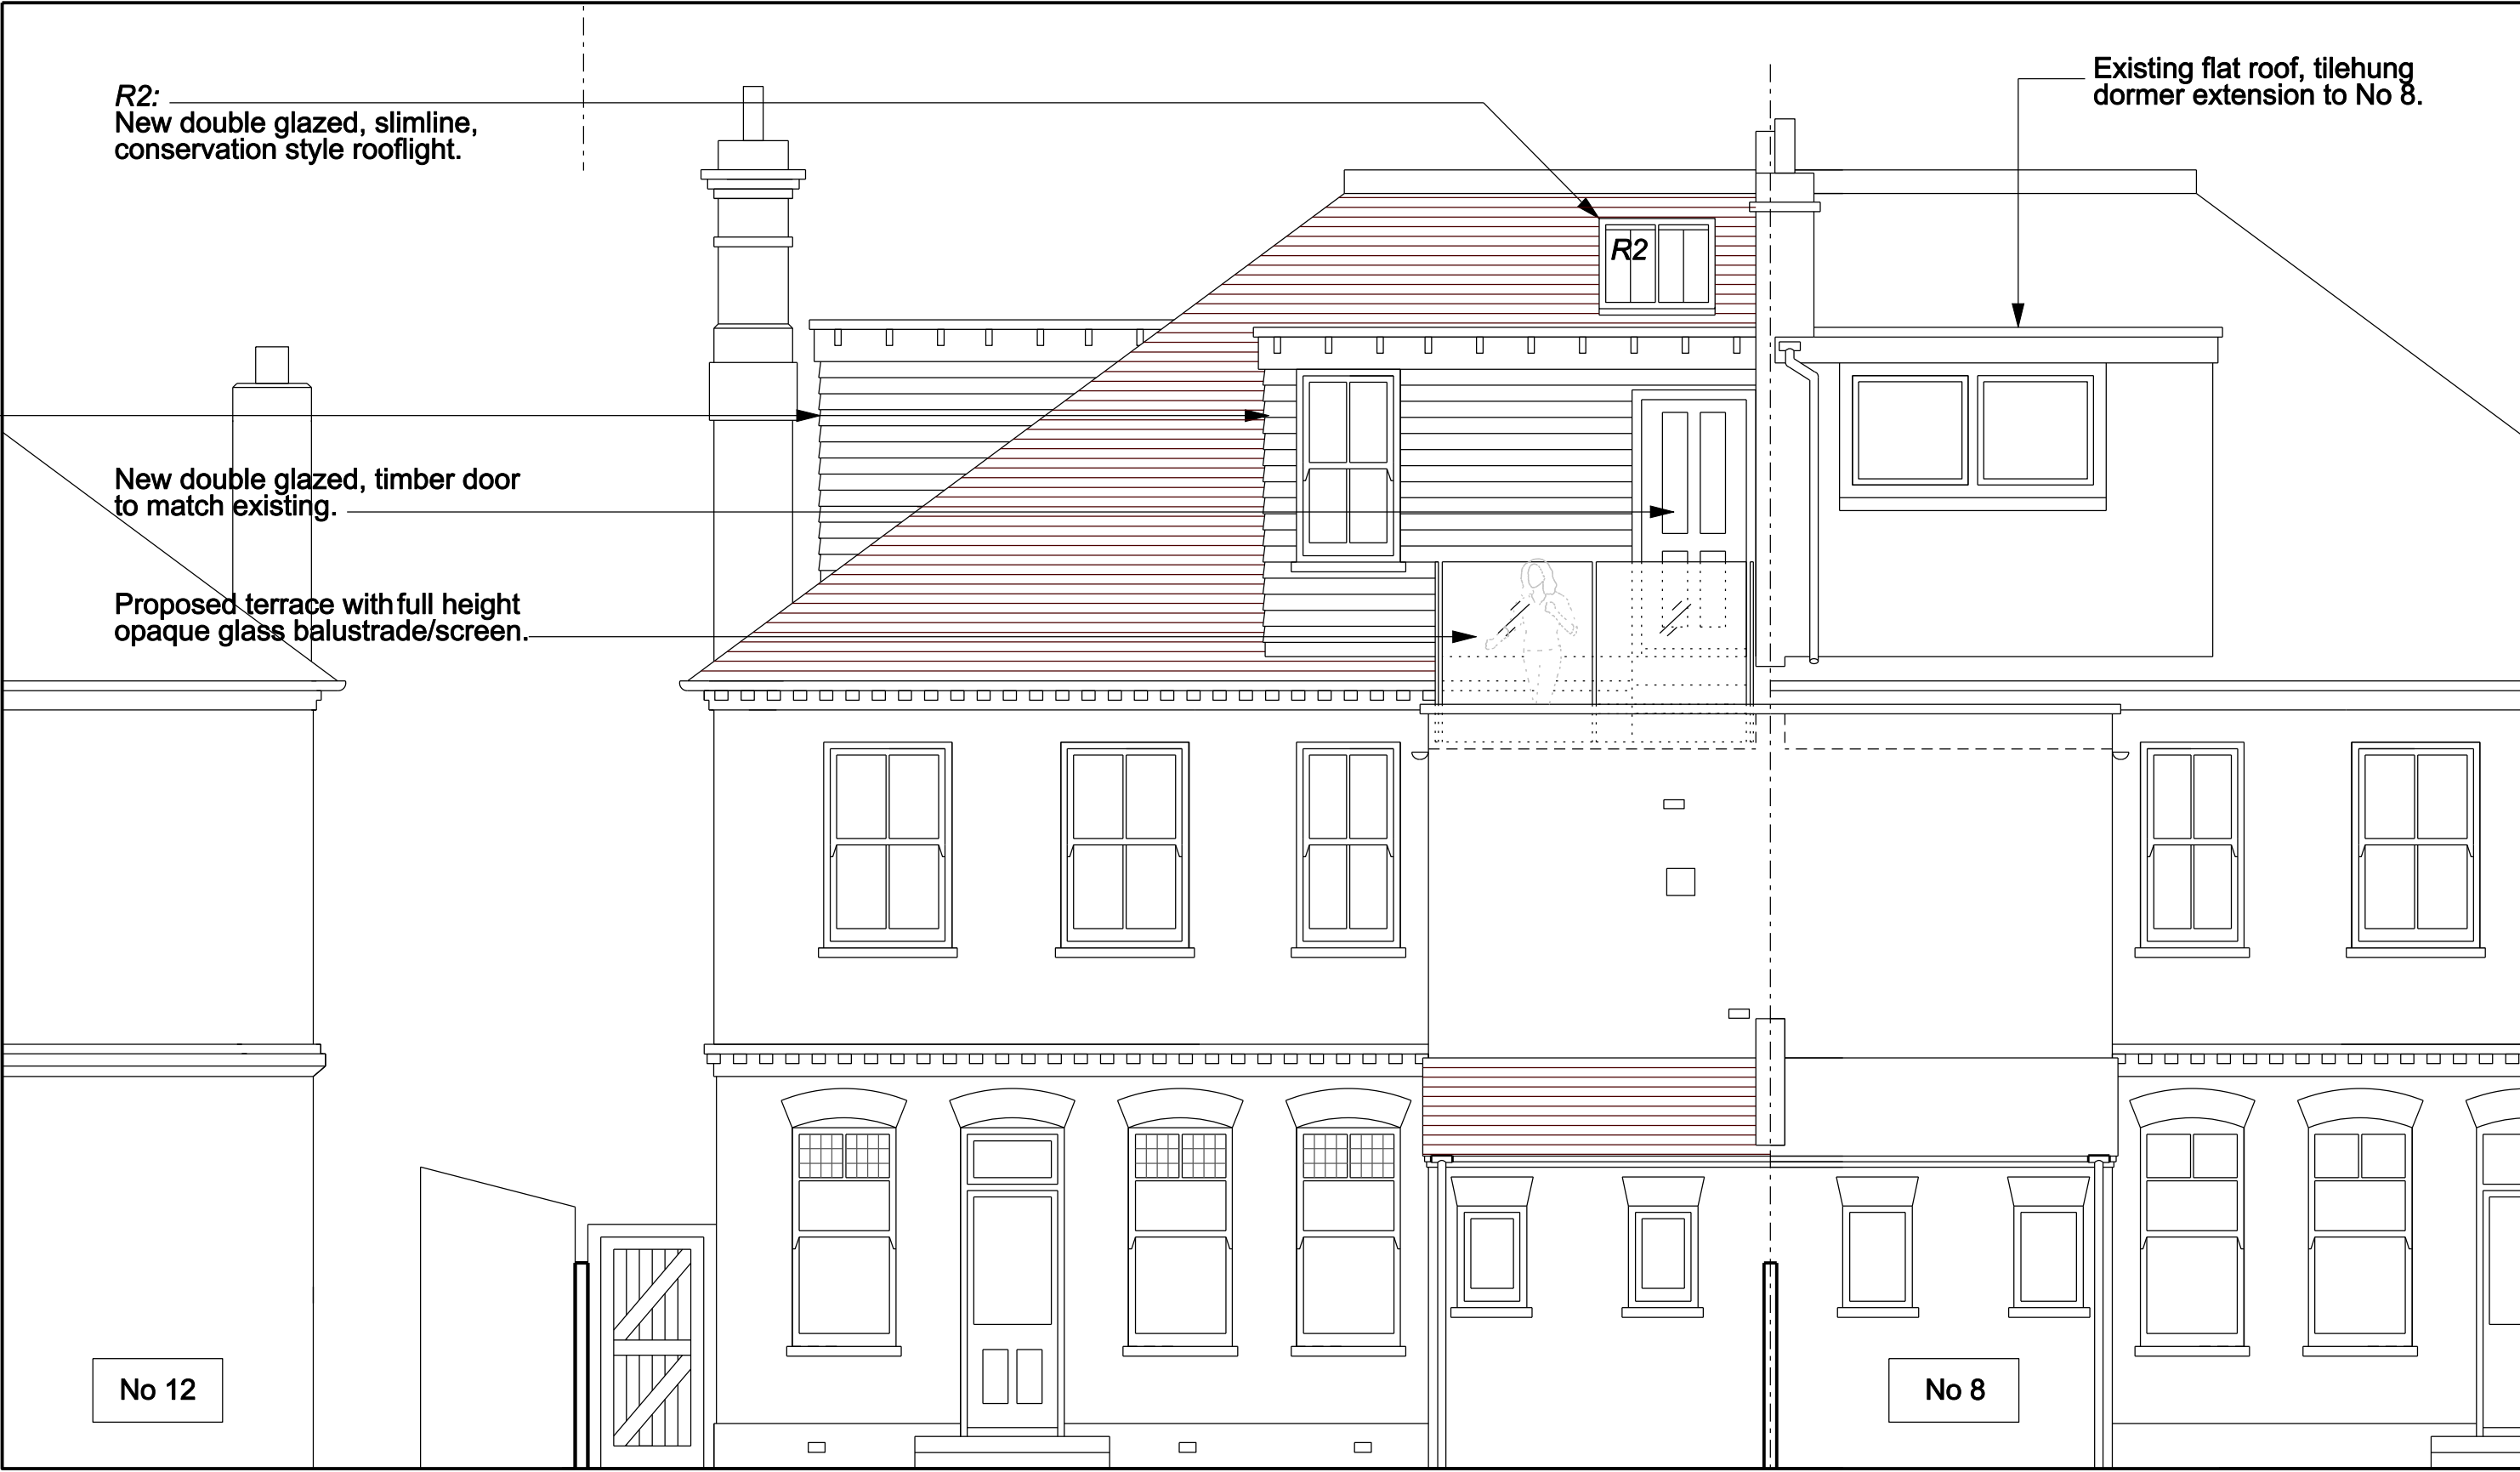 R2:
New double glazed, slimline,
conservation style rooflight.
Existing flat roof, tilehung
dormer extension to No 8.
R2
New double glazed, timber door
to match existing.
Proposed terrace with full height
opaque glass balustrade/screen.
No 12
No 8